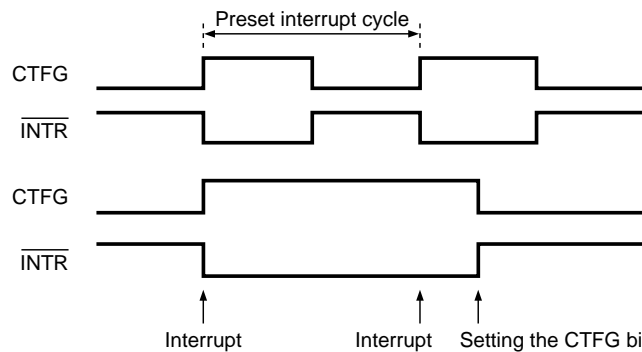 Preset interrupt cycle
CTFG
INTR
CTFG
INTR
Interrupt Interrupt Setting the CTFG bi